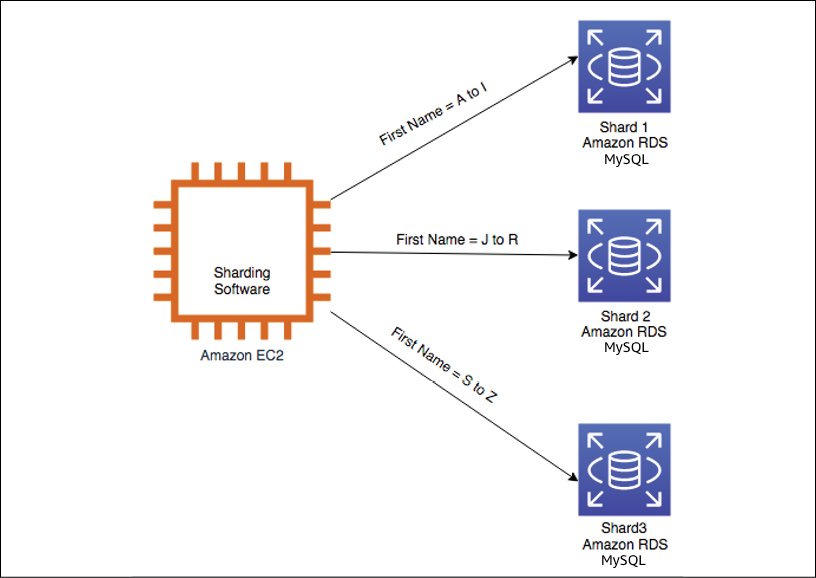 First Name = A to I
Shard 1
Amazon RDS
MySQL
Sharding
Software
Amazon EC2
First Name = J to R
Shard 2
Amazon RDS
MySQL
First Name = S to Z
Shard3
Amazon RDS
MySQL